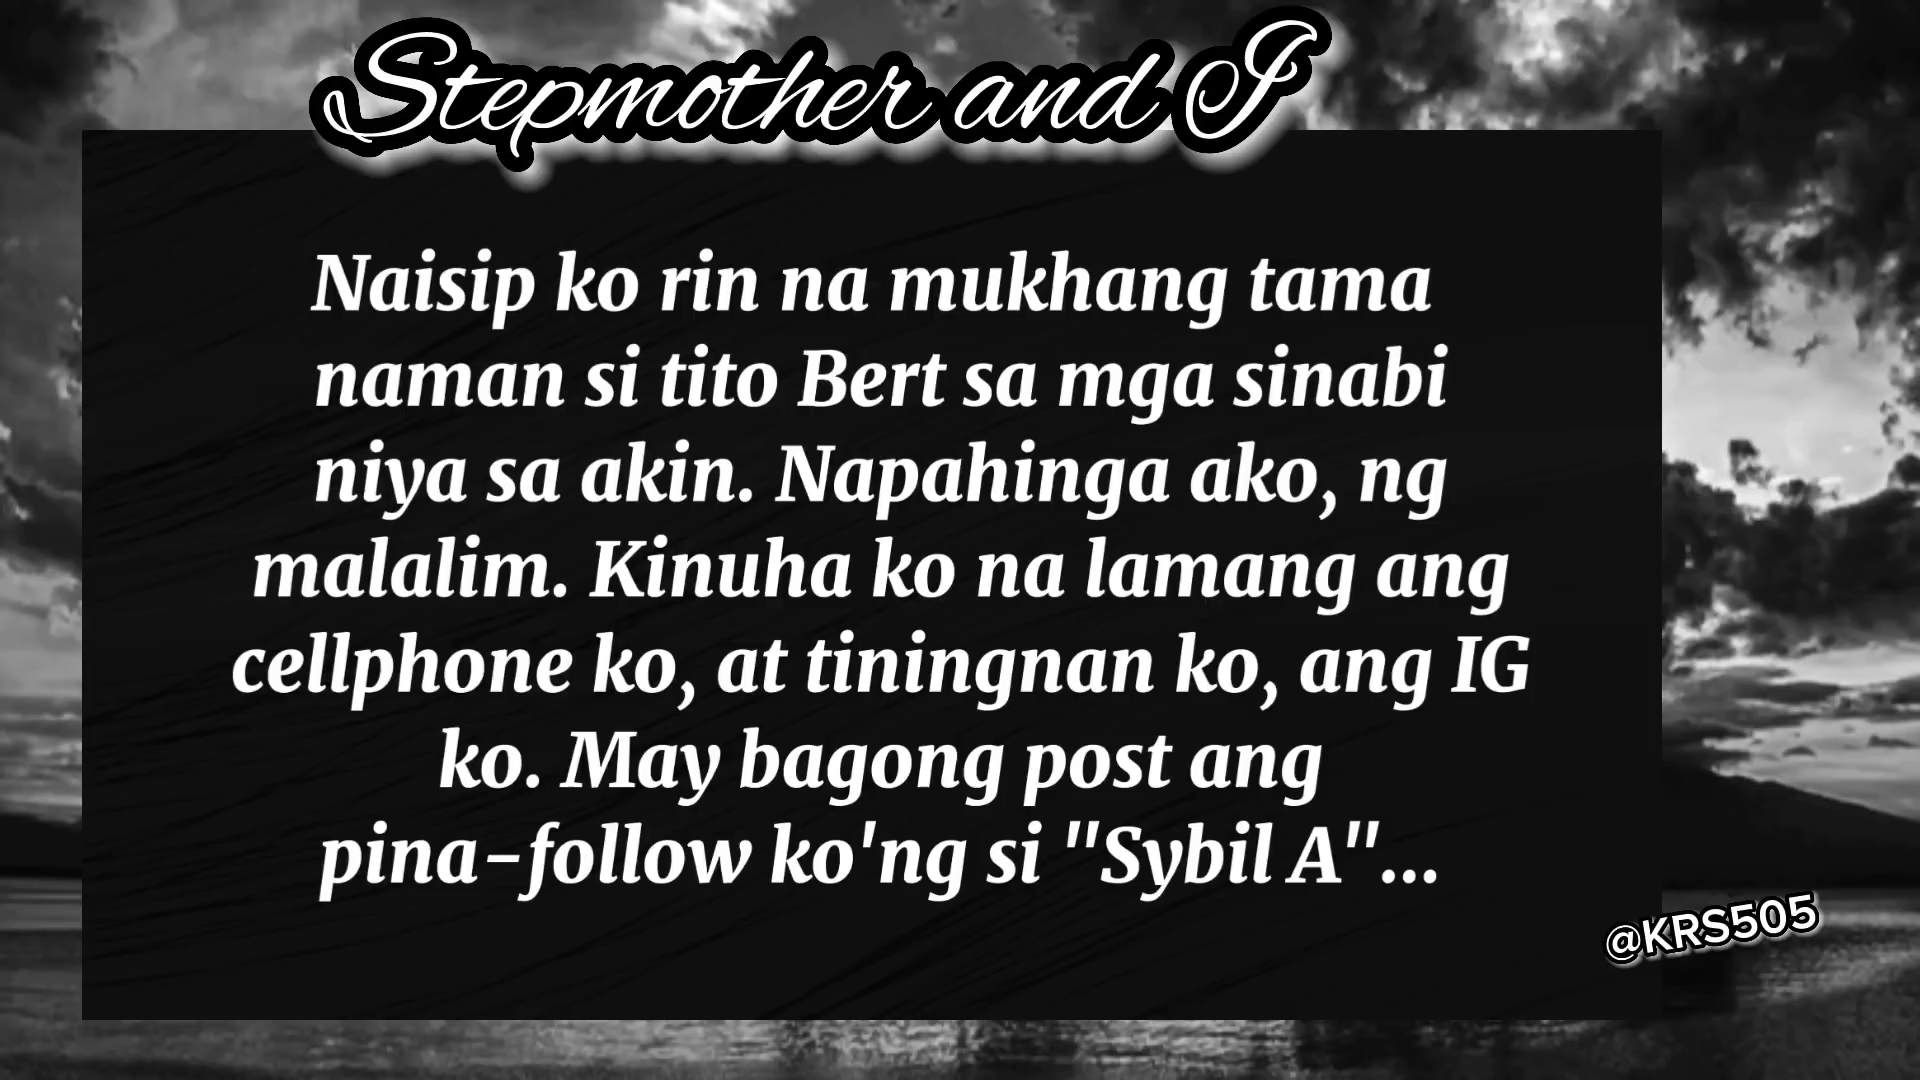 Stepmother and I
Naisip ko rin na mukhang tama
naman si tito Bert sa mga sinabi
niya sa akin. Napahinga ako, ng
malalim. Kinuha ko na lamang ang
cellphone ko, at tiningnan ko, ang IG
ko. May bagong post ang
pina-follow ko'ng si "Sybil A"...
@KRS505